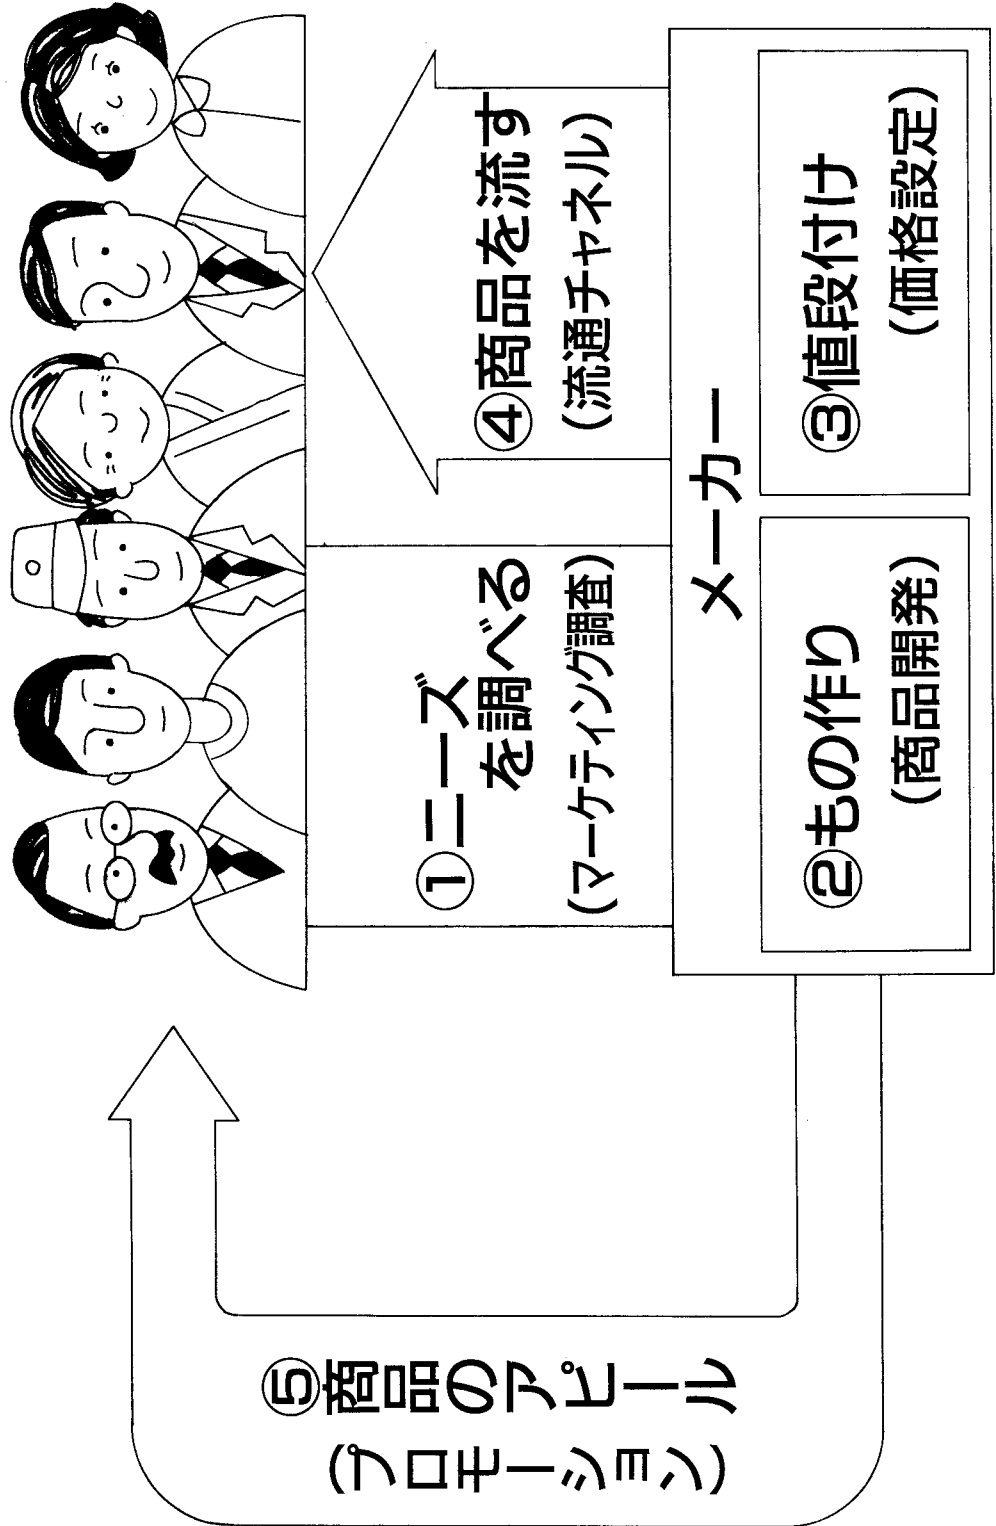 ①ニーズ
を調べる
(マーケティング調査)
メーカー
②もの作り
(商品開発)
③値段付け
(価格設定)
④商品を流す
(流通チャネル)
⑤商品のアピール
(プロモーション)